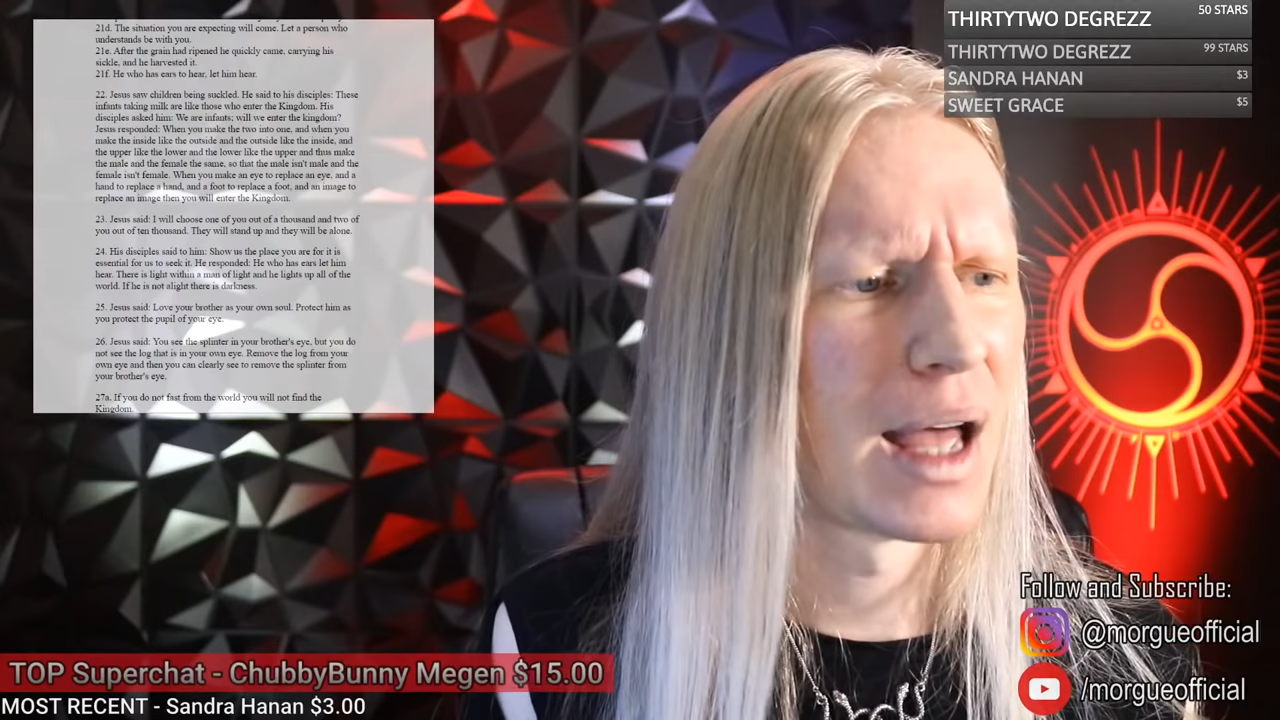 21d. The situation you are expecting will come. Let a person who
understands be with you.
21e. After the grain had ripened he quickly came, carrying his
sickle, and he harvested it.
21f. He who has ears to hear, let him hear.
22. Jesus saw children being suckled. He said to his disciples: These
infants taking milk are like those who enter the Kingdom. His
disciples asked him: We are infants; will we enter the kingdom?
Jesus responded: When you make the two into one, and when you
make the inside like the outside and the outside like the inside, and
the upper like the lower and the lower like the upper and thus make
the male and the female the same, so that the male isn't male and the
female isn't female. When you make an eye to replace an eye, and a
hand to replace a hand, and a foot to replace a foot, and an image to
replace an image then you will enter the Kingdom.
23. Jesus said: I will choose one of you out of a thousand and two of
you out of ten thousand. They will stand up and they will be alone.
24. His disciples said to him: Show us the place you are for it is
essential for us to seek it. He responded: He who has ears let him
hear. There is light within a man of light and he lights up all of the
world. If he is not alight there is darkness.
25. Jesus said: Love your brother as your own soul. Protect him as
you protect the pupil of your eye.
26. Jesus said: You see the splinter in your brother's eye, but you do
not see the log that is in your own eye. Remove the log from your
own eye and then you can clearly see to remove the splinter from
your brother's eye.
27a. If you do not fast from the world you will not find the
Kingdom.
THIRTYTWO DEGREZZ 50 STARS
THIRTYTWO DEGREZZ 99 STARS
SANDRA HANAN $3
SWEET GRACE $5
Follow and Subscribe:
@morgueofficial
/morgueofficial
TOP Superchat - ChubbyBunny Megen $15.00
MOST RECENT - Sandra Hanan $3.00